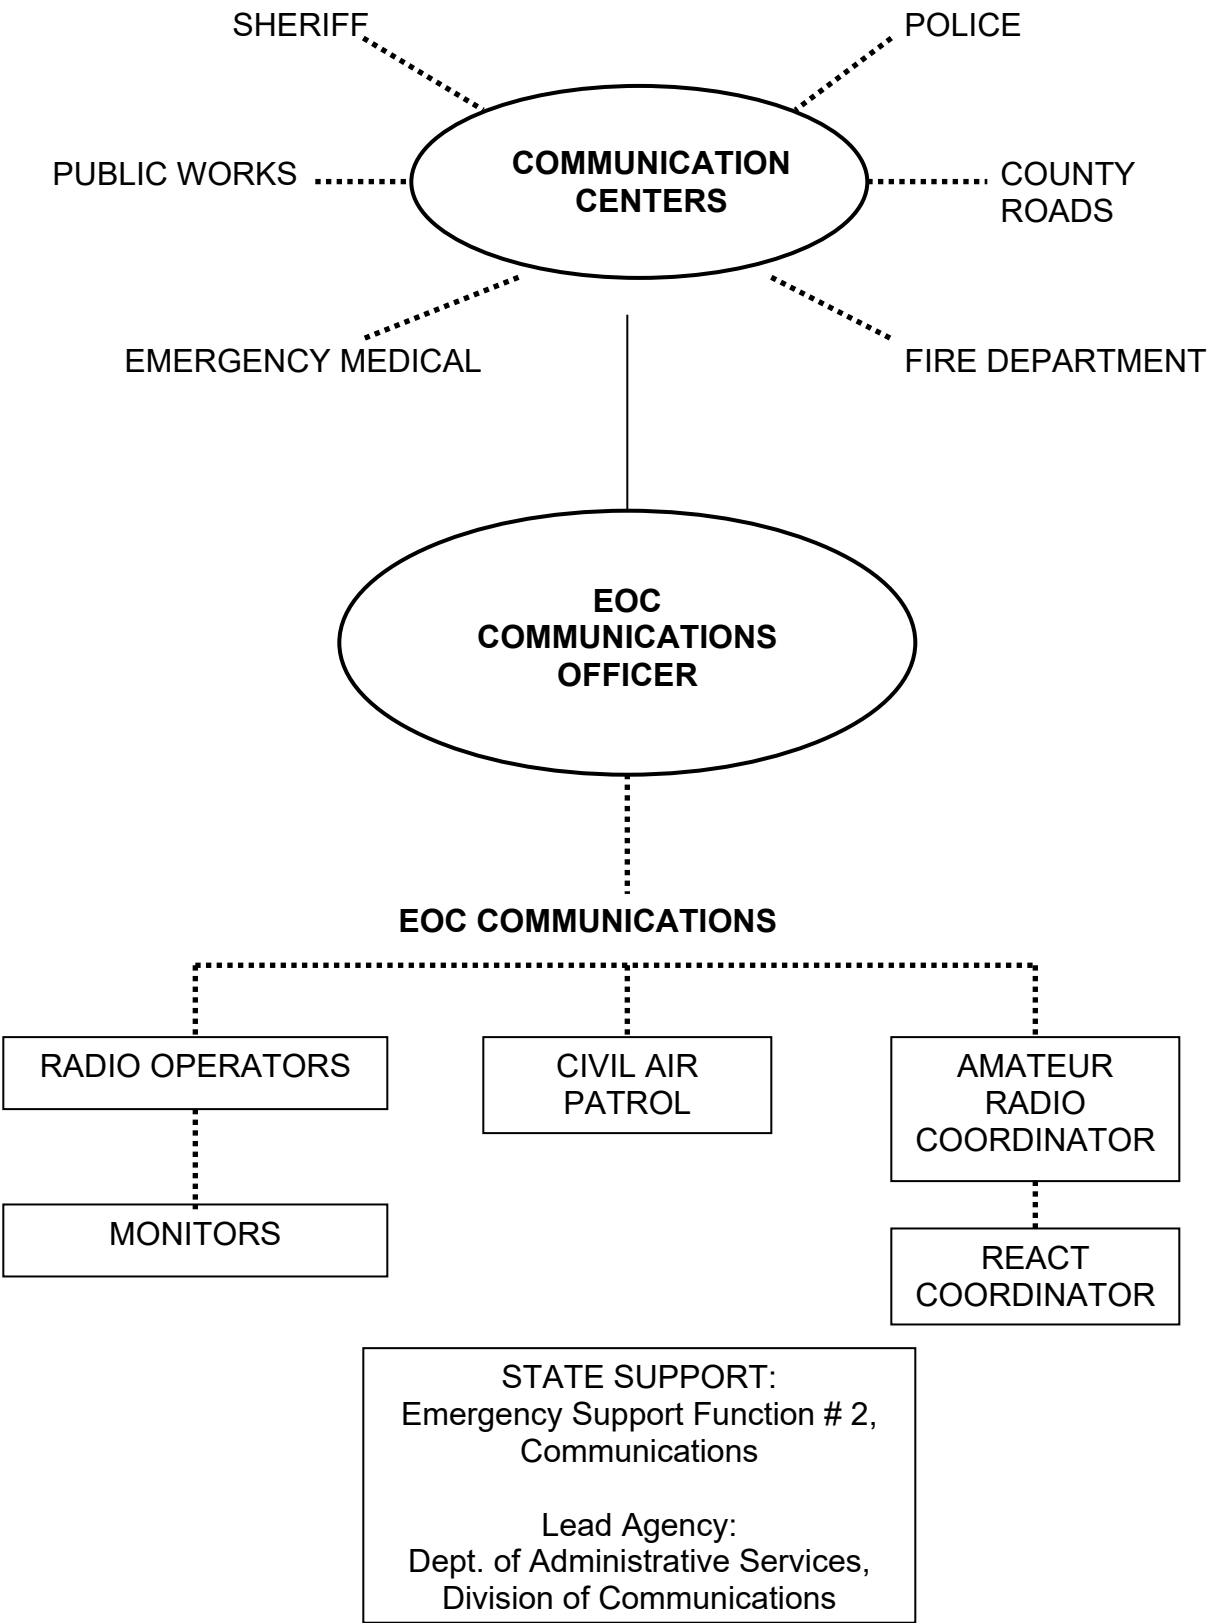 SHERIFF
POLICE
COMMUNICATION
CENTERS
PUBLIC WORKS
COUNTY
ROADS
EMERGENCY MEDICAL
FIRE DEPARTMENT
EOC
COMMUNICATIONS
OFFICER
EOC COMMUNICATIONS
RADIO OPERATORS
CIVIL AIR
PATROL
AMATEUR
RADIO
COORDINATOR
MONITORS
REACT
COORDINATOR
STATE SUPPORT:
Emergency Support Function # 2,
Communications
Lead Agency:
Dept. of Administrative Services,
Division of Communications